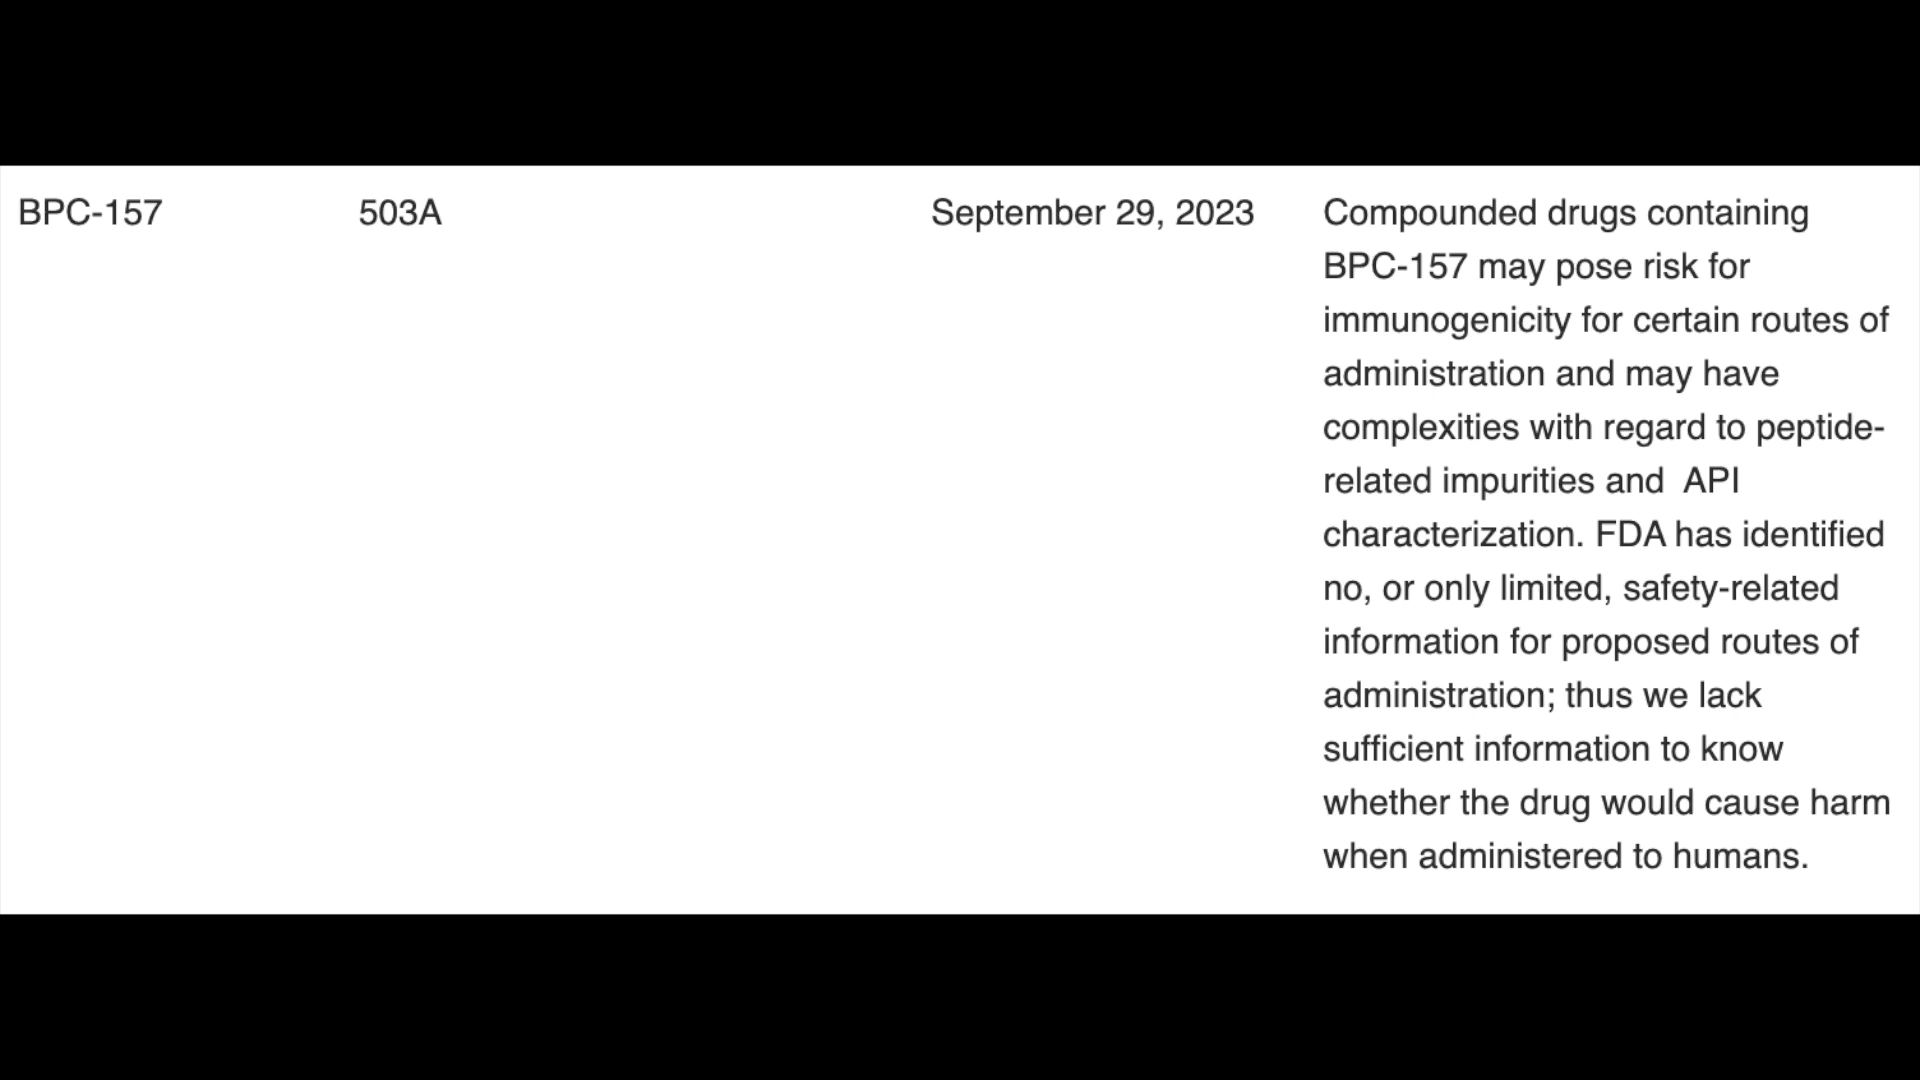 BPC-157 503A September 29, 2023 Compounded drugs containing
BPC-157 may pose risk for
immunogenicity for certain routes of
administration and may have
complexities with regard to peptide-
related impurities and  API
characterization. FDA has identified
no, or only limited, safety-related
information for proposed routes of
administration; thus we lack
sufficient information to know
whether the drug would cause harm
when administered to humans.